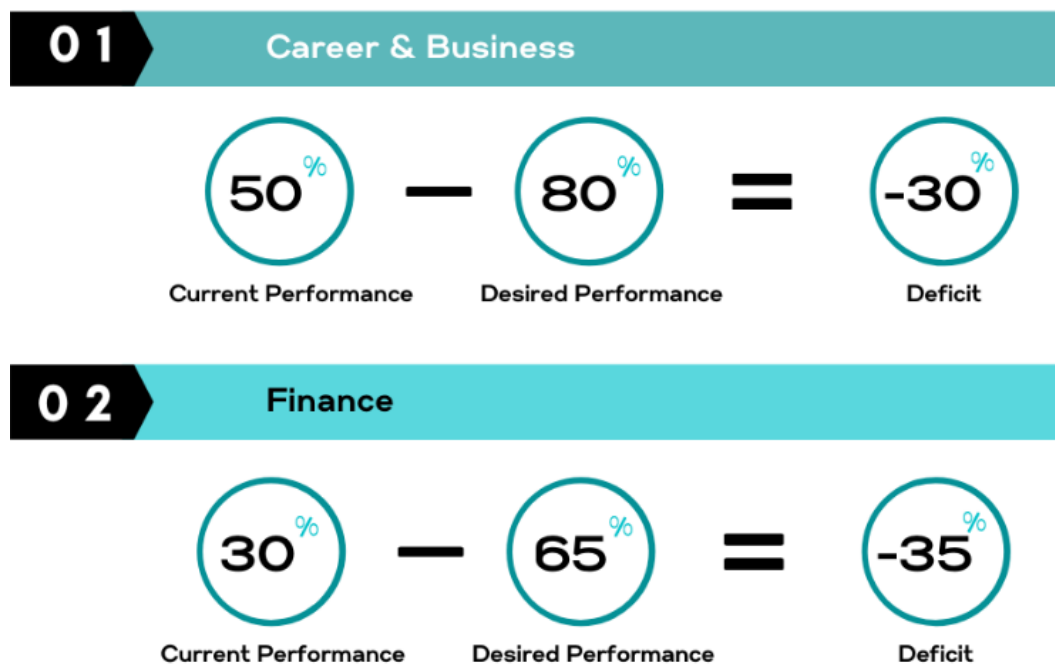 01 Career & Business
50% — 80% = -30%
Current Performance Desired Performance Deficit
02 Finance
30% — 65% = -35%
Current Performance Desired Performance Deficit